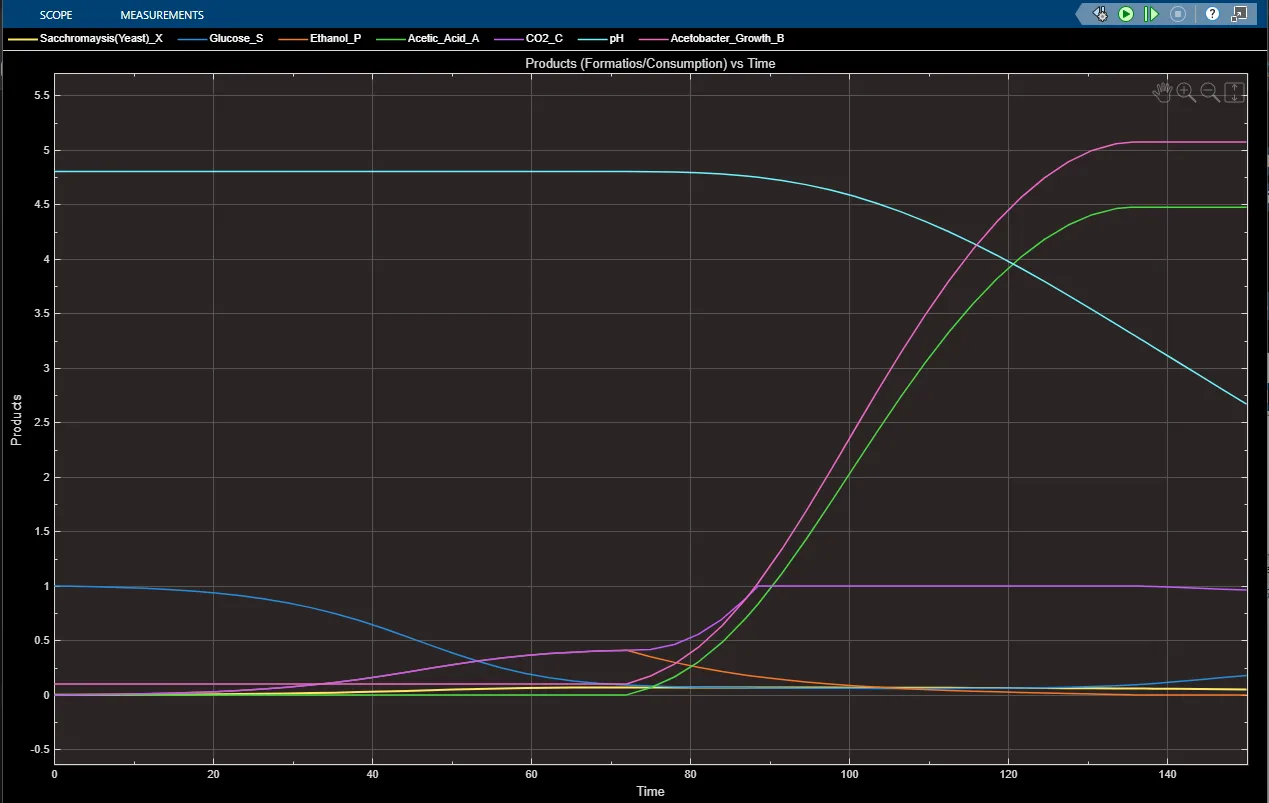 SCOPE MEASUREMENTS
Sacchromaysis(Yeast)_X Glucose_S Ethanol_P Acetic_Acid_A CO2_C pH Acetobacter_Growth_B
Products (Formatios/Consumption) vs Time
5.5
5
4.5
4
3.5
3
2.5
2
1.5
1
0.5
0
-0.5
Products
0 20 40 60 80 100 120 140
Time